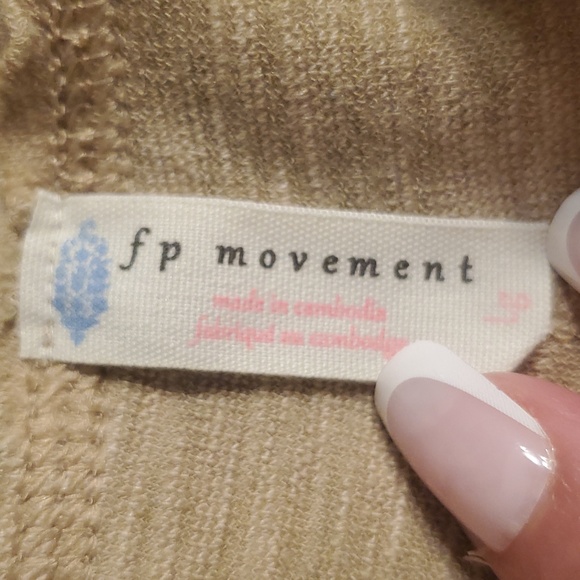 fp movement
made in cambodia
fabriqué au cambodge